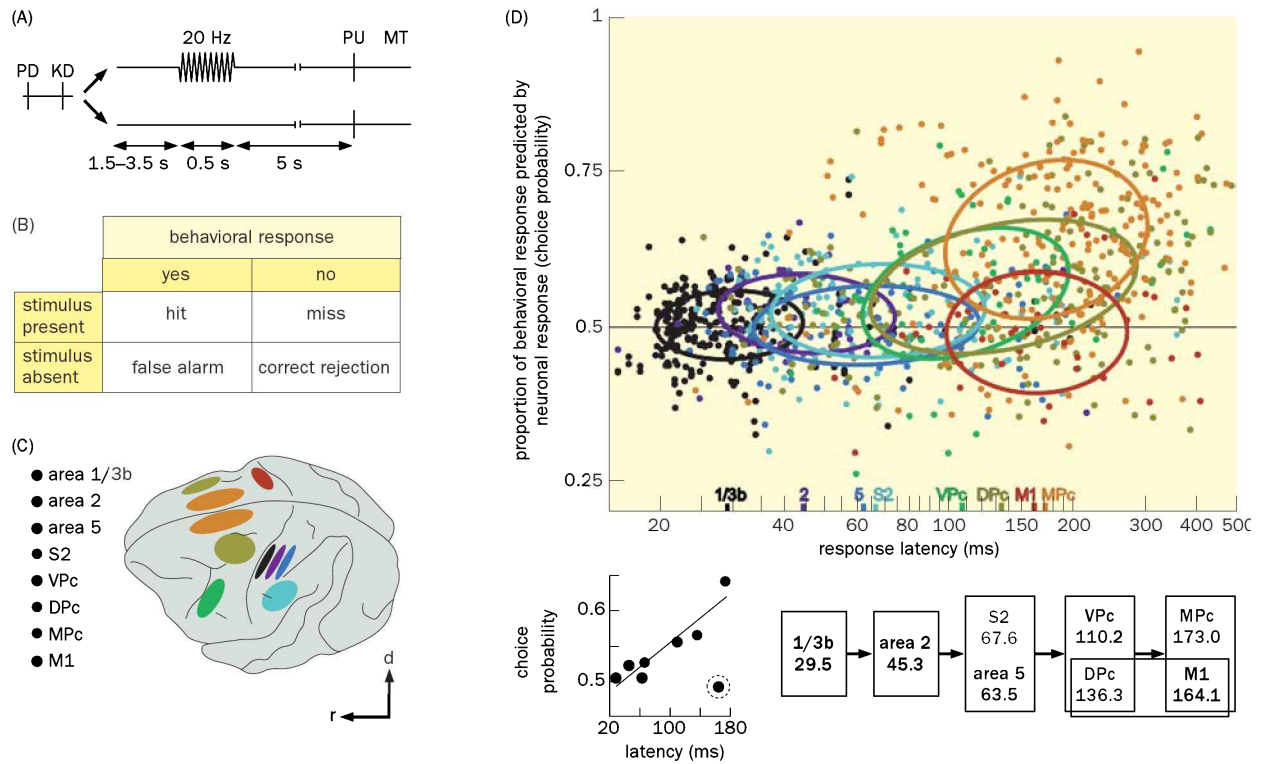 (A)
20 Hz
PU
MT
PD
KD
1.5–3.5 s
0.5 s
5 s
(B)
behavioral response
yes
no
stimulus present
hit
miss
stimulus absent
false alarm
correct rejection
(C)
area 1/3b
area 2
area 5
S2
VPc
DPc
MPc
M1
d
r
(D)
proportion of behavioral response predicted by
neuronal response (choice probability)
1
0.75
0.5
0.25
1/3b
2
5
S2
VPc
DPc
M1
MPc
20
40
60
80
100
150
200
300
400
500
response latency (ms)
choice
probability
0.6
0.5
20
100
180
latency (ms)
1/3b
29.5
area 2
45.3
S2
67.6
area 5
63.5
VPc
110.2
DPc
136.3
MPc
173.0
M1
164.1